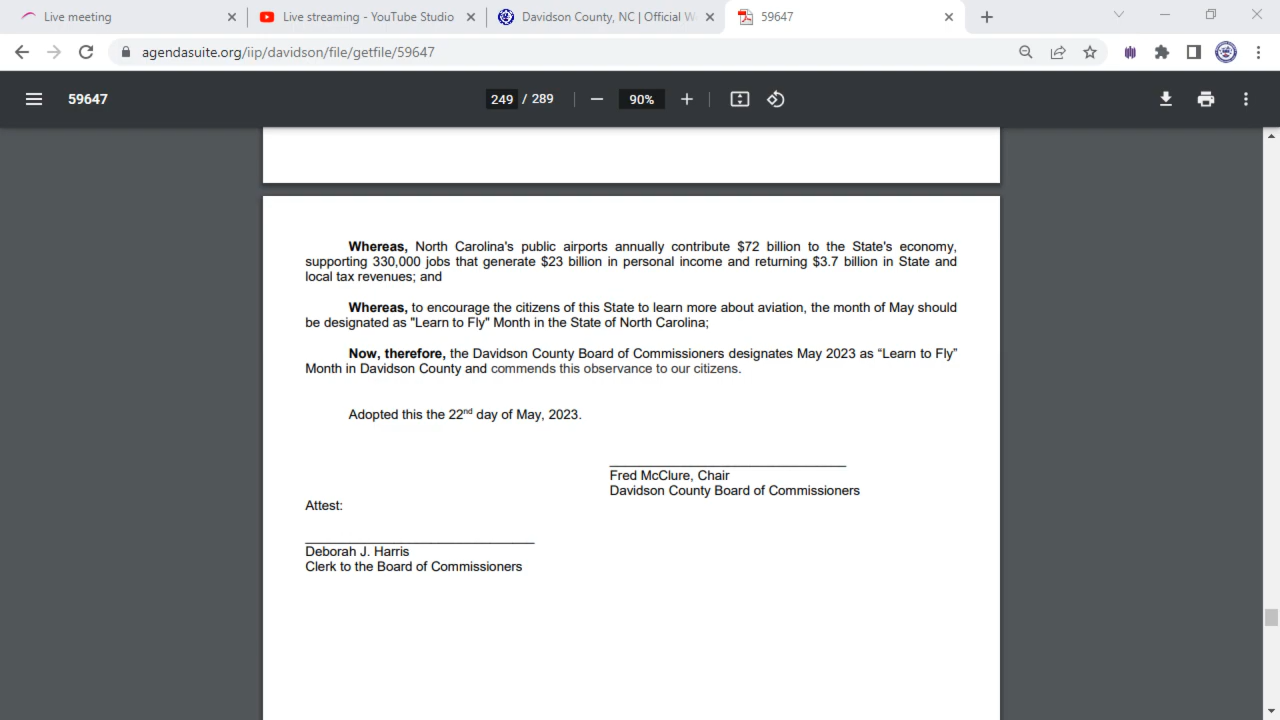 Live meeting
Live streaming - YouTube Studio
Davidson County, NC | Official W
59647
agendasuite.org/iip/davidson/file/getfile/59647
59647
249 / 289
90%
Whereas, North Carolina's public airports annually contribute $72 billion to the State's economy,
supporting 330,000 jobs that generate $23 billion in personal income and returning $3.7 billion in State and
local tax revenues; and
Whereas, to encourage the citizens of this State to learn more about aviation, the month of May should
be designated as "Learn to Fly" Month in the State of North Carolina;
Now, therefore, the Davidson County Board of Commissioners designates May 2023 as “Learn to Fly”
Month in Davidson County and commends this observance to our citizens.
Adopted this the 22nd day of May, 2023.
Fred McClure, Chair
Davidson County Board of Commissioners
Attest:
Deborah J. Harris
Clerk to the Board of Commissioners